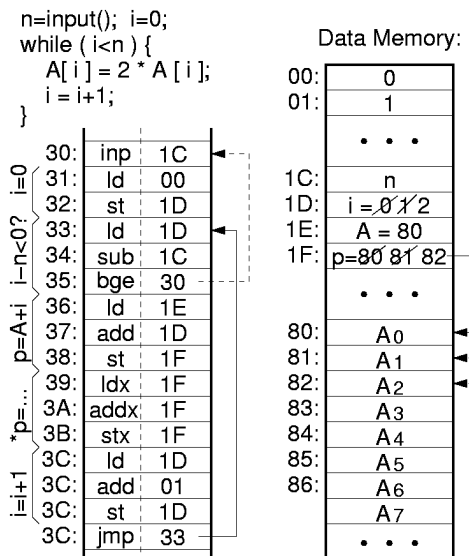 n=input(); i=0;
while ( i<n ) {
A[ i ] = 2 * A [ i ];
i = i+1;
}
30: inp 1C
31: ld 00
32: st 1D
33: ld 1D
34: sub 1C
35: bge 30
36: ld 1E
37: add 1D
38: st 1F
39: ldx 1F
3A: addx 1F
3B: stx 1F
3C: ld 1D
3C: add 01
3C: st 1D
3C: jmp 33
i=0
i-n<0?
p=A+i
*p=...
i=i+1
Data Memory:
00: 0
01: 1
• • •
1C: n
1D: i = 0 1 2
1E: A = 80
1F: p=80 81 82
• • •
80: A0
81: A1
82: A2
83: A3
84: A4
85: A5
86: A6
A7
• • •